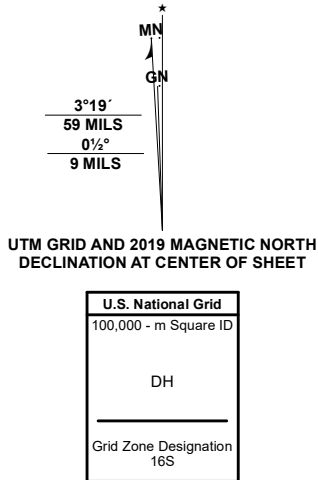 MN
GN
3°19´
59 MILS
0½°
9 MILS
UTM GRID AND 2019 MAGNETIC NORTH
DECLINATION AT CENTER OF SHEET
U.S. National Grid
100,000 - m Square ID
DH
Grid Zone Designation
16S